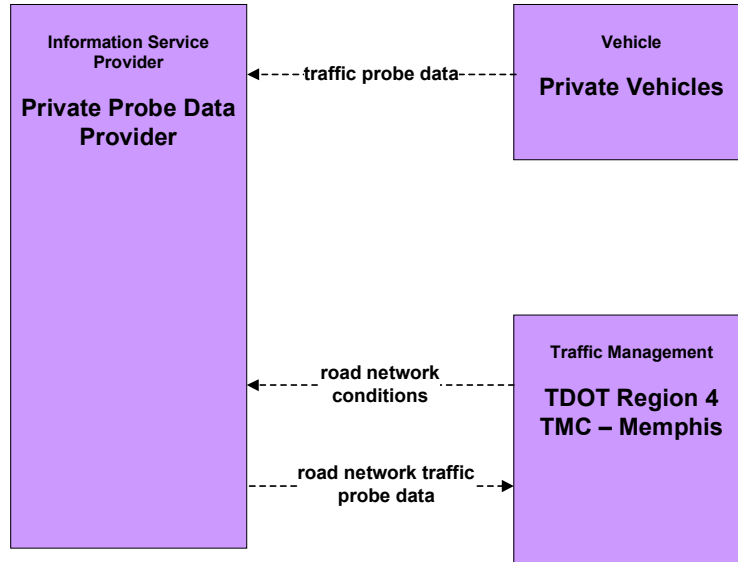 Information Service
Provider
Private Probe Data
Provider
traffic probe data
Vehicle
Private Vehicles
road network
conditions
road network traffic
probe data
Traffic Management
TDOT Region 4
TMC – Memphis